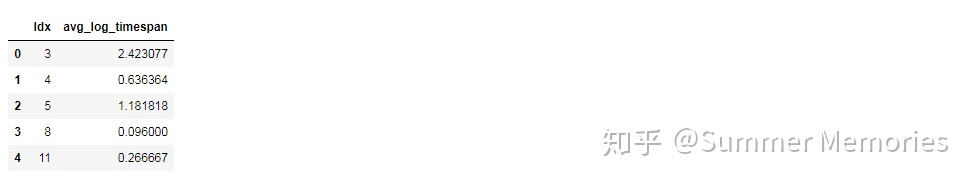 Idx avg_log_timespan
0 3 2.423077
1 4 0.636364
2 5 1.181818
3 8 0.096000
4 11 0.266667
知乎 @Summer Memories